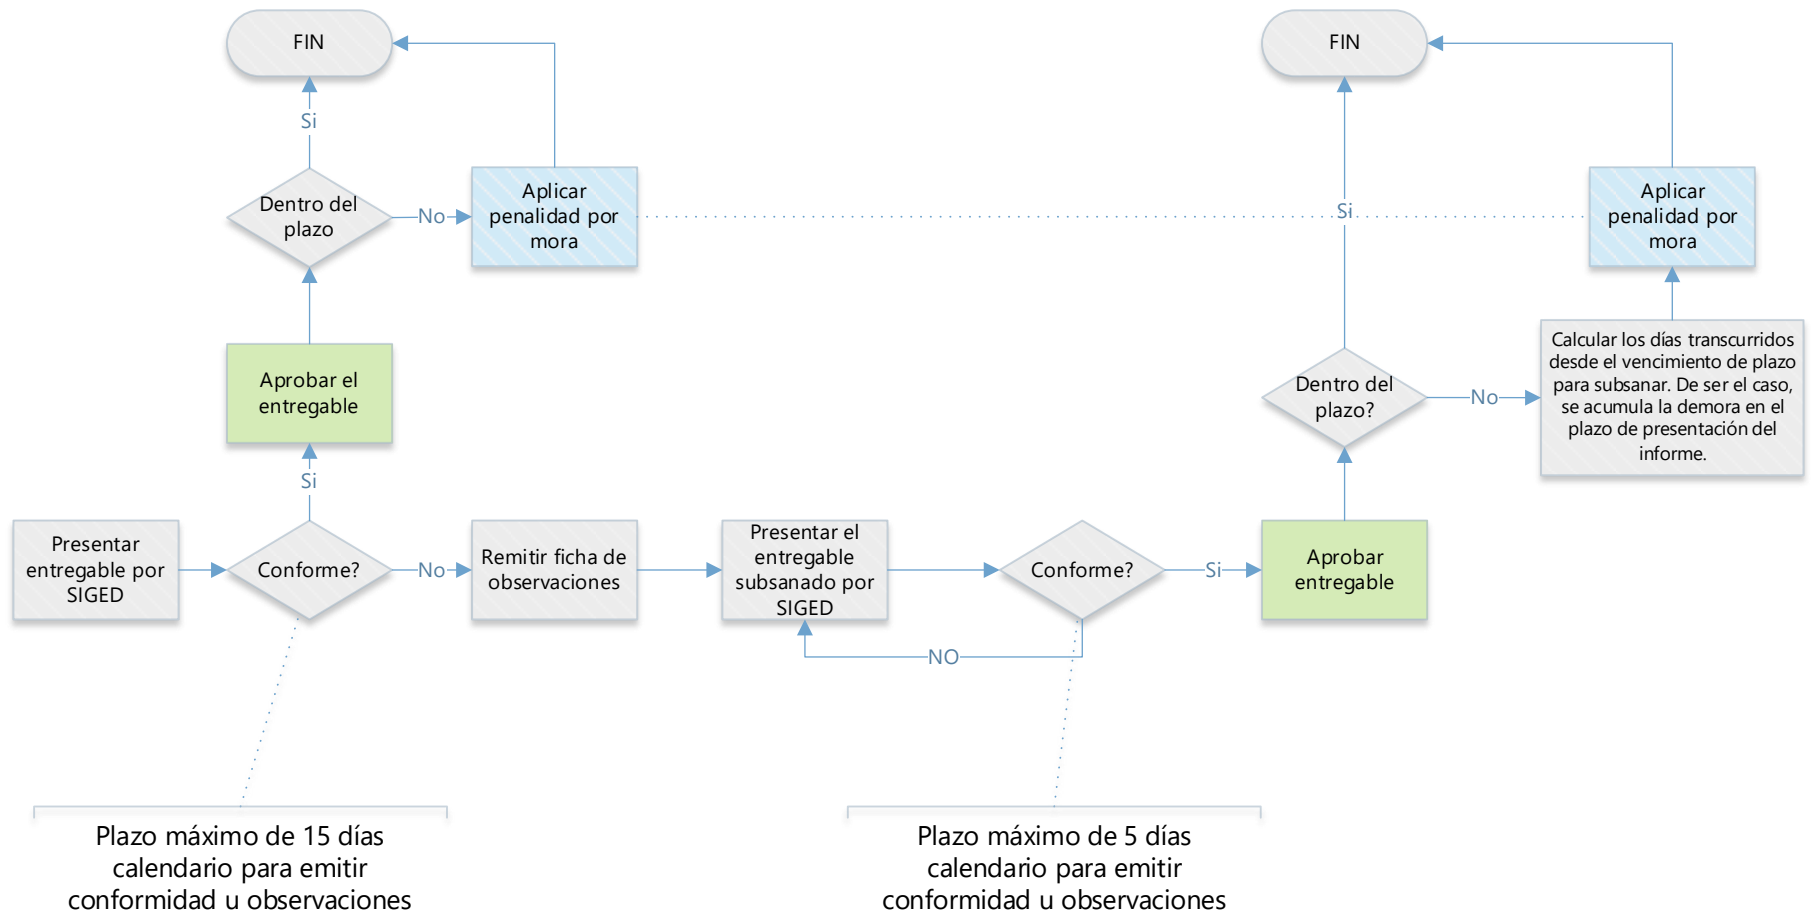 FIN
FIN
Si
Dentro del
plazo
No
Aplicar
penalidad por
mora
Si
Aplicar
penalidad por
mora
Aprobar el
entregable
Dentro del
plazo?
No
Calcular los días transcurridos
desde el vencimiento de plazo
para subsanar. De ser el caso,
se acumula la demora en el
plazo de presentación del
informe.
Si
Presentar
entregable por
SIGED
Conforme?
No
Remitir ficha de
observaciones
Presentar el
entregable
subsanado por
SIGED
Conforme?
Si
Aprobar
entregable
NO
Plazo máximo de 15 días
calendario para emitir
conformidad u observaciones
Plazo máximo de 5 días
calendario para emitir
conformidad u observaciones